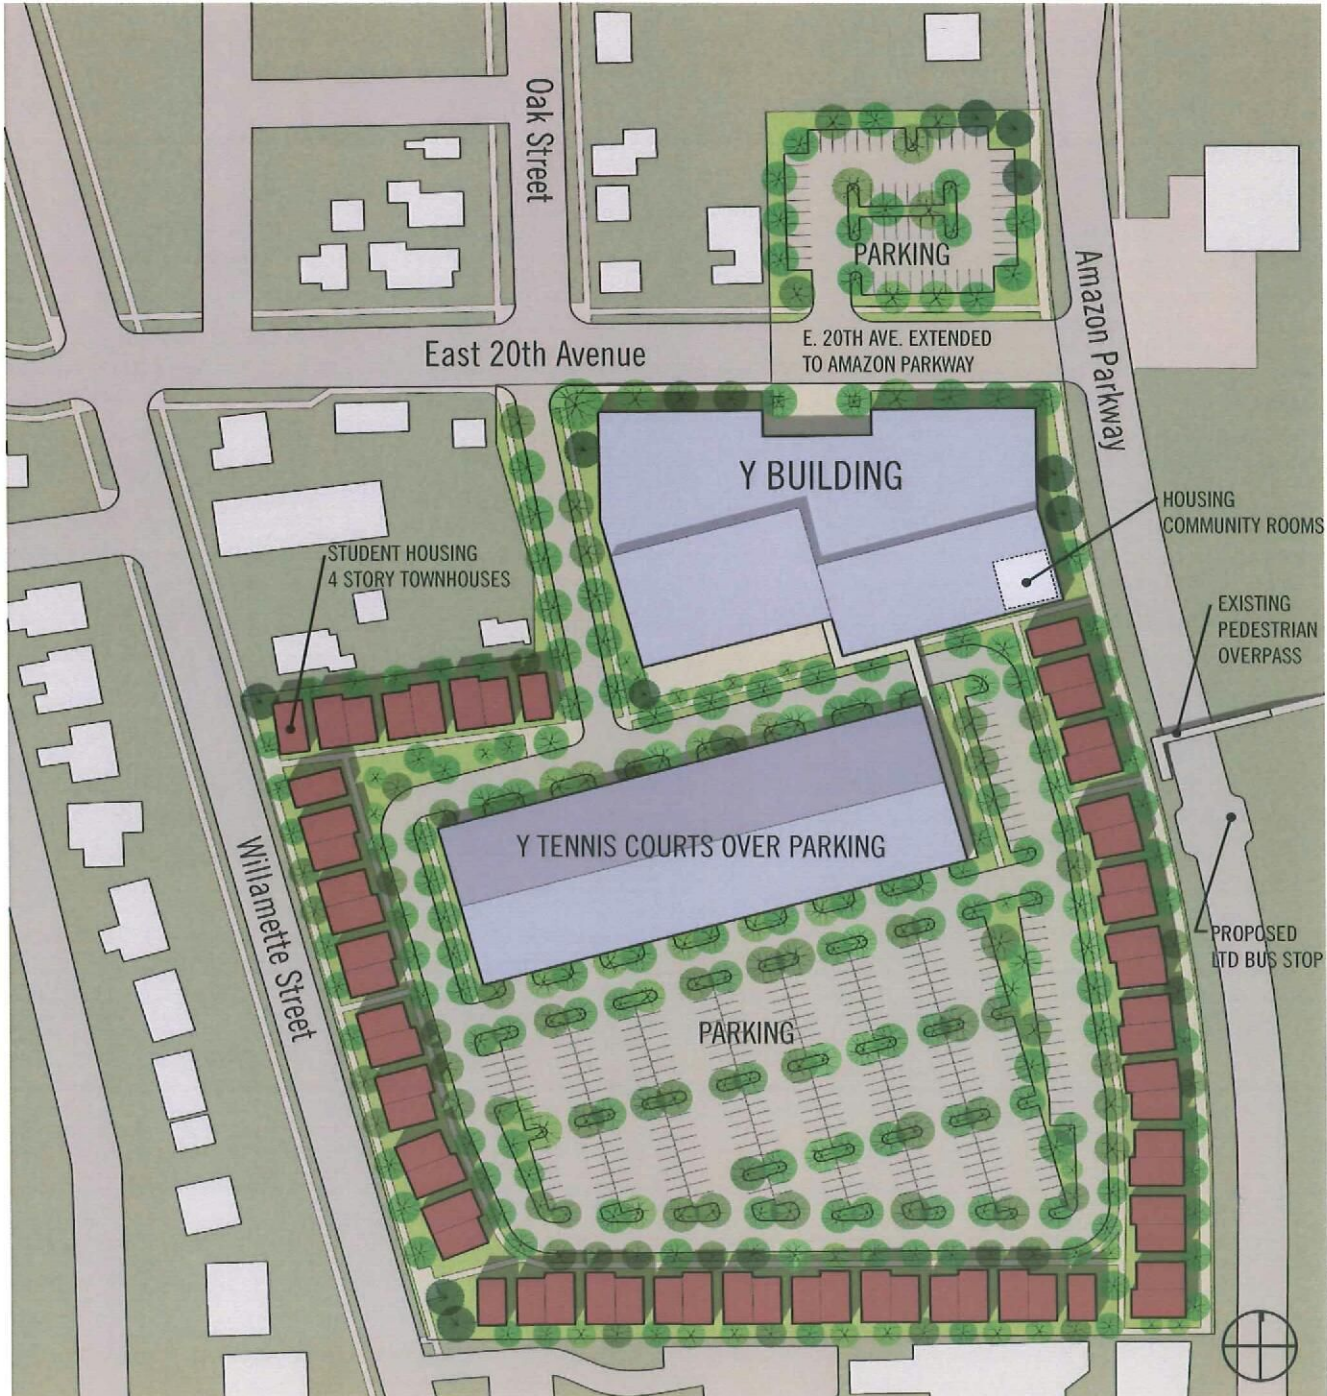 Oak Street
PARKING
Amazon Parkway
East 20th Avenue
E. 20TH AVE. EXTENDED
TO AMAZON PARKWAY
Y BUILDING
HOUSING
COMMUNITY ROOMS
STUDENT HOUSING
4 STORY TOWNHOUSES
EXISTING
PEDESTRIAN
OVERPASS
Y TENNIS COURTS OVER PARKING
Willamette Street
PROPOSED
LTD BUS STOP
PARKING